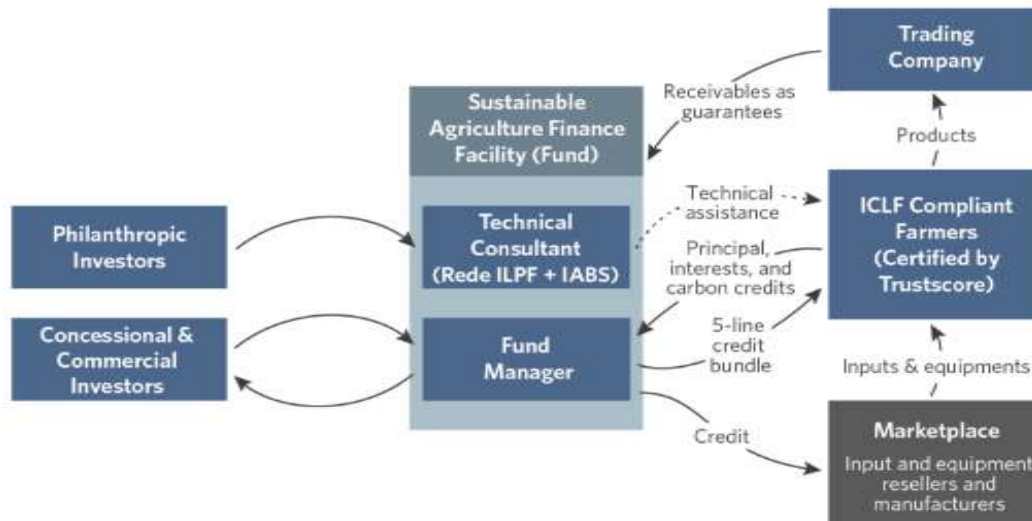 Trading
Company
Receivables as
guarantees
Sustainable
Agriculture Finance
Facility (Fund)
Products
Philanthropic
Investors
Technical
Consultant
(Rede ILPF + IABS)
Technical
assistance
ICLF Compliant
Farmers
(Certified by
Trustscore)
Principal,
interests, and
carbon credits
Concessional &
Commercial
Investors
Fund
Manager
5-line
credit
bundle
Inputs & equipments
Credit
Marketplace
Input and equipment
resellers and
manufacturers